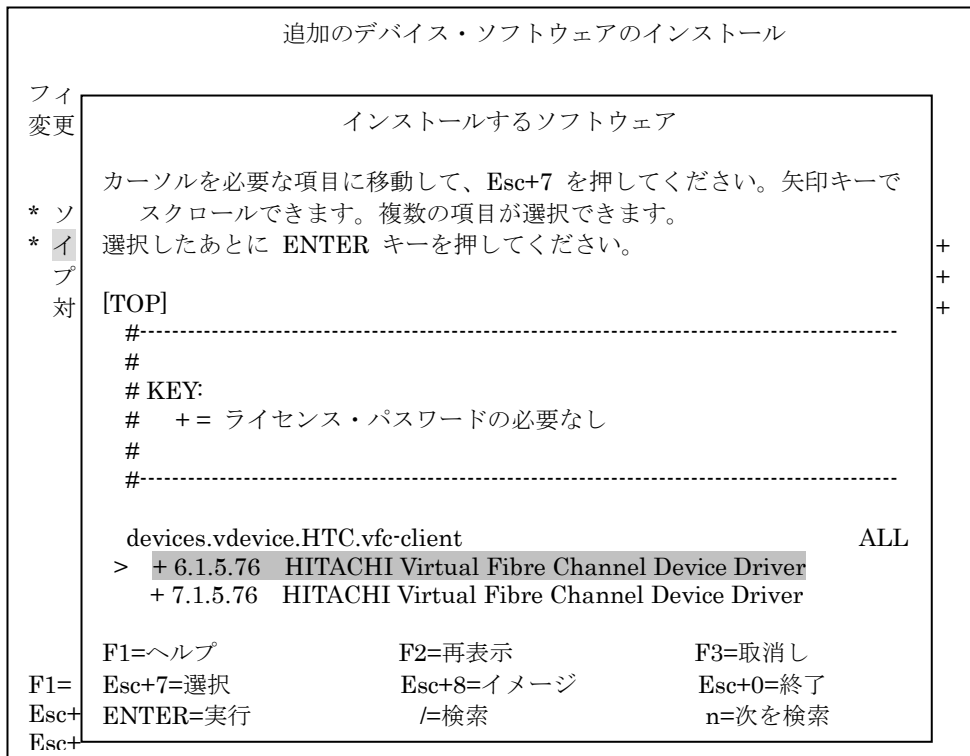 追加のデバイス・ソフトウェアのインストール
フィ
変更
インストールするソフトウェア
カーソルを必要な項目に移動して、Esc+7 を押してください。矢印キーで
* ソ
スクロールできます。複数の項目が選択できます。
* イ
選択したあとに ENTER キーを押してください。
+
プ
+
対
[TOP]
+
#-----------------------------------------------------------------------------------------------
#
# KEY:
# + = ライセンス・パスワードの必要なし
#
#-----------------------------------------------------------------------------------------------
devices.vdevice.HTC.vfc-client ALL
> + 6.1.5.76 HITACHI Virtual Fibre Channel Device Driver
+ 7.1.5.76 HITACHI Virtual Fibre Channel Device Driver
F1=ヘルプ F2=再表示 F3=取消し
F1=
Esc+7=選択 Esc+8=イメージ Esc+0=終了
Esc+
ENTER=実行 /=検索 n=次を検索
Esc+